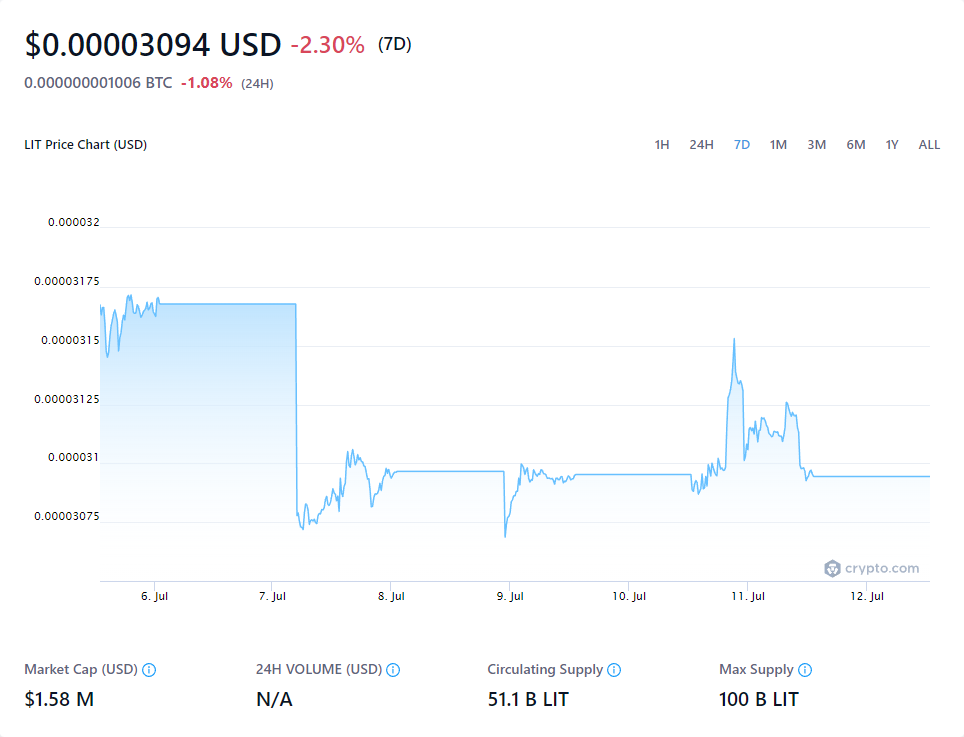 $0.00003094 USD -2.30% (7D)
0.000000001006 BTC -1.08% (24H)
LIT Price Chart (USD) 1H 24H 7D 1M 3M 6M 1Y ALL
0.000032
0.00003175
0.0000315
0.00003125
0.000031
0.00003075
crypto.com
6. Jul 7. Jul 8. Jul 9. Jul 10. Jul 11. Jul 12. Jul
Market Cap (USD) 24H VOLUME (USD) Circulating Supply Max Supply
$1.58 M N/A 51.1 B LIT 100 B LIT